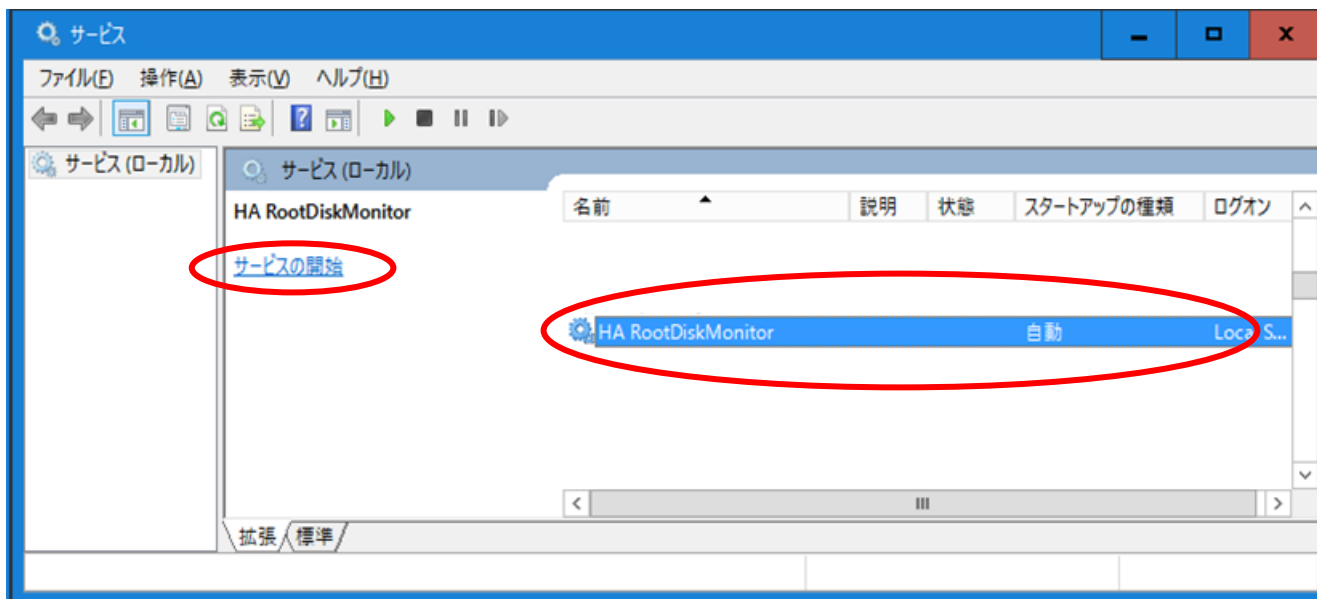 サービス
ファイル(F) 操作(A) 表示(V) ヘルプ(H)
サービス (ローカル)
サービス (ローカル)
HA RootDiskMonitor
サービスの開始
名前 説明 状態 スタートアップの種類 ログオン
HA RootDiskMonitor 自動 Local S...
拡張 標準